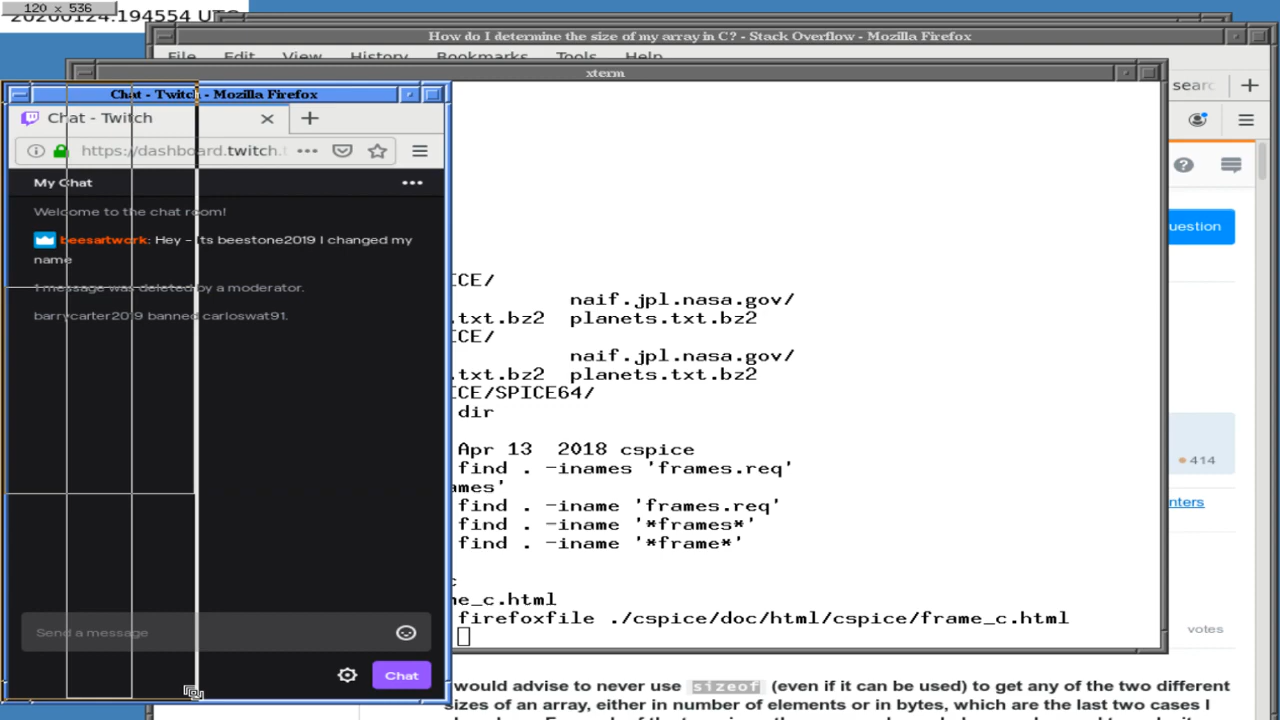 120 x 536
20200124.194554 UTC
How do I determine the size of my array in C? - Stack Overflow - Mozilla Firefox
File Edit View History Bookmarks Tools Help
xterm
Chat - Twitch - Mozilla Firefox
Chat - Twitch
https://dashboard.twitch.t
My Chat
Welcome to the chat room!
beesartwork: Hey - Its beestone2019 I changed my
name
1 message was deleted by a moderator.
barrycarter2019 banned carloswat91.
Send a message
Chat
ICE/
naif.jpl.nasa.gov/
.txt.bz2 planets.txt.bz2
ICE/
naif.jpl.nasa.gov/
.txt.bz2 planets.txt.bz2
ICE/SPICE64/
dir
Apr 13 2018 cspice
find . -inames 'frames.req'
ames'
find . -iname 'frames.req'
find . -iname '*frames*'
find . -iname '*frame*'
c
me_c.html
firefoxfile ./cspice/doc/html/cspice/frame_c.html
sear
uestion
414
nters
votes
would advise to never use sizeof (even if it can be used) to get any of the two different
sizes of an array, either in number of elements or in bytes, which are the last two cases I